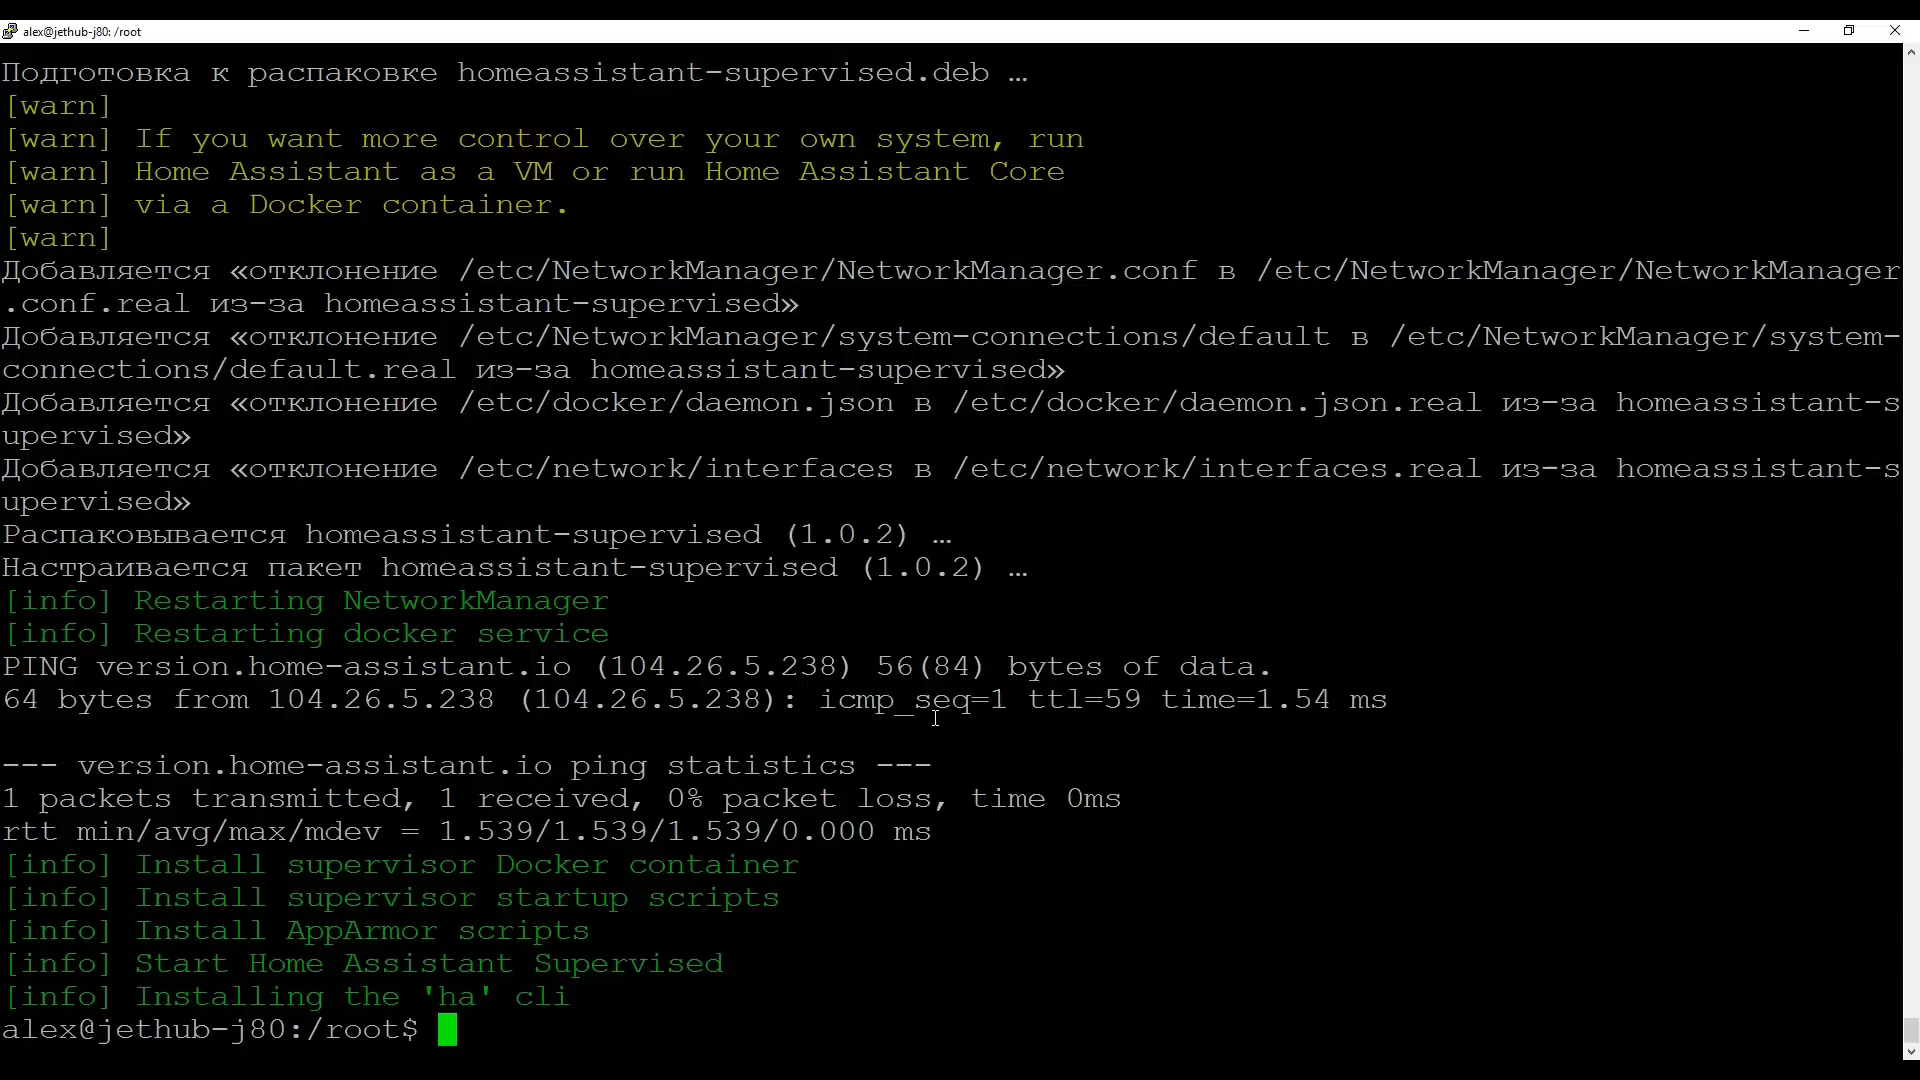 alex@jethub-j80: /root
Подготовка к распаковке homeassistant-supervised.deb …
[warn]
[warn] If you want more control over your own system, run
[warn] Home Assistant as a VM or run Home Assistant Core
[warn] via a Docker container.
[warn]
Добавляется «отклонение /etc/NetworkManager/NetworkManager.conf в /etc/NetworkManager/NetworkManager
.conf.real из-за homeassistant-supervised»
Добавляется «отклонение /etc/NetworkManager/system-connections/default в /etc/NetworkManager/system-
connections/default.real из-за homeassistant-supervised»
Добавляется «отклонение /etc/docker/daemon.json в /etc/docker/daemon.json.real из-за homeassistant-s
upervised»
Добавляется «отклонение /etc/network/interfaces в /etc/network/interfaces.real из-за homeassistant-s
upervised»
Распаковывается homeassistant-supervised (1.0.2) …
Настраивается пакет homeassistant-supervised (1.0.2) …
[info] Restarting NetworkManager
[info] Restarting docker service
PING version.home-assistant.io (104.26.5.238) 56(84) bytes of data.
64 bytes from 104.26.5.238 (104.26.5.238): icmp_seq=1 ttl=59 time=1.54 ms
--- version.home-assistant.io ping statistics ---
1 packets transmitted, 1 received, 0% packet loss, time 0ms
rtt min/avg/max/mdev = 1.539/1.539/1.539/0.000 ms
[info] Install supervisor Docker container
[info] Install supervisor startup scripts
[info] Install AppArmor scripts
[info] Start Home Assistant Supervised
[info] Installing the 'ha' cli
alex@jethub-j80:/root$